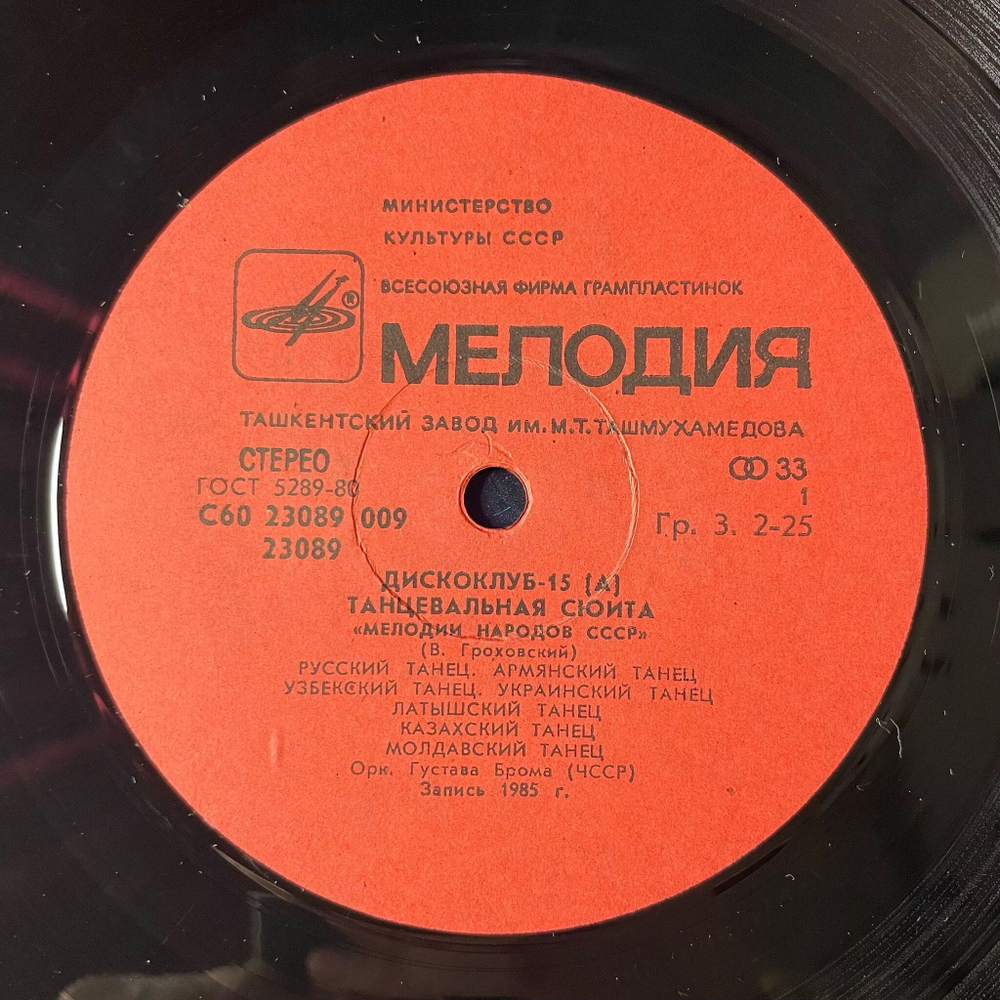 МИНИСТЕРСТВО
КУЛЬТУРЫ СССР
ВСЕСОЮЗНАЯ ФИРМА ГРАМПЛАСТИНОК
®
МЕЛОДИЯ
ТАШКЕНТСКИЙ ЗАВОД ИМ. М.Т. ТАШМУХАМЕДОВА
СТЕРЕО
33
ГОСТ 5289-80
1
С60 23089 009
Гр. 3. 2-25
23089
ДИСКОКЛУБ-15 (А)
ТАНЦЕВАЛЬНАЯ СЮИТА
«МЕЛОДИИ НАРОДОВ СССР»
(В. Гроховский)
РУССКИЙ ТАНЕЦ. АРМЯНСКИЙ ТАНЕЦ
УЗБЕКСКИЙ ТАНЕЦ. УКРАИНСКИЙ ТАНЕЦ
ЛАТЫШСКИЙ ТАНЕЦ
КАЗАХСКИЙ ТАНЕЦ
МОЛДАВСКИЙ ТАНЕЦ
Орк. Густава Брома (ЧССР)
Запись 1985 г.